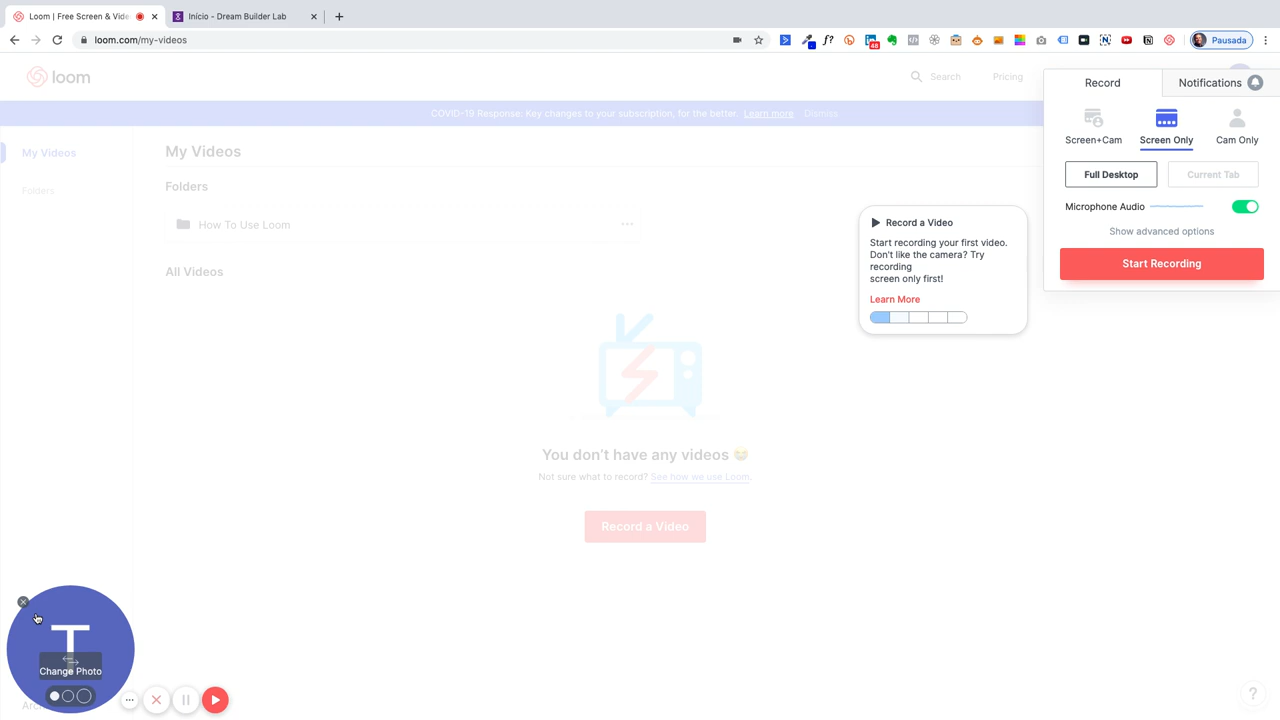 Loom | Free Screen & Vide
Início - Dream Builder Lab
loom.com/my-videos
f?
48
Pausada
loom
Search
Pricing
Record
Notifications
COVID-19 Response: Key changes to your subscription, for the better. Learn more Dismiss
Screen+Cam
Screen Only
Cam Only
My Videos
My Videos
Full Desktop
Current Tab
Folders
Folders
Microphone Audio
How To Use Loom
Show advanced options
Record a Video
Start recording your first video.
Don't like the camera? Try
recording
screen only first!
Learn More
Start Recording
All Videos
You don't have any videos
Not sure what to record? See how we use Loom.
Record a Video
T
Change Photo
?